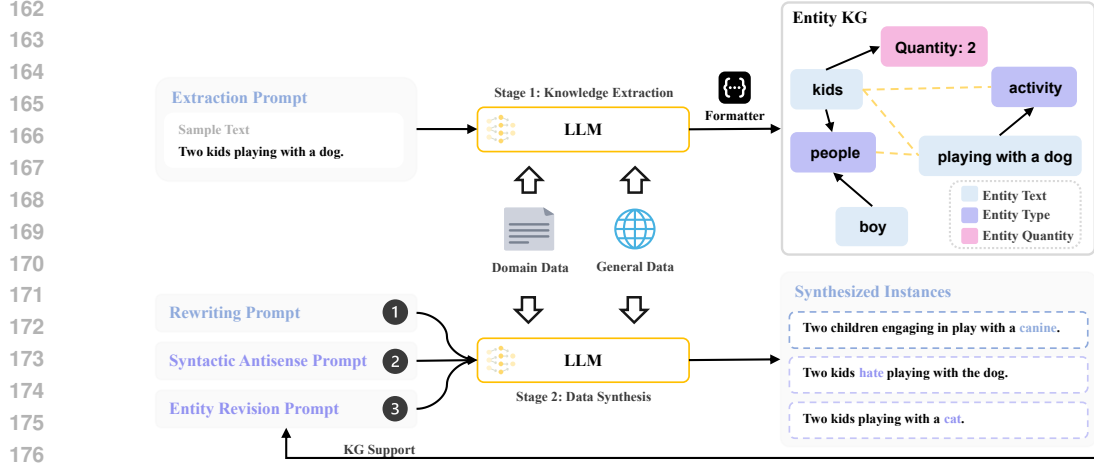 162
163
164
165
166
167
168
169
170
171
172
173
174
175
176
Extraction Prompt
Sample Text
Two kids playing with a dog.
Stage 1: Knowledge Extraction
LLM
{...}
Formatter
Entity KG
Quantity: 2
kids
activity
people
playing with a dog
boy
Entity Text
Entity Type
Entity Quantity
Domain Data
General Data
Rewriting Prompt
1
Syntactic Antisense Prompt
2
Entity Revision Prompt
3
LLM
Stage 2: Data Synthesis
KG Support
Synthesized Instances
Two children engaging in play with a canine.
Two kids hate playing with the dog.
Two kids playing with a cat.